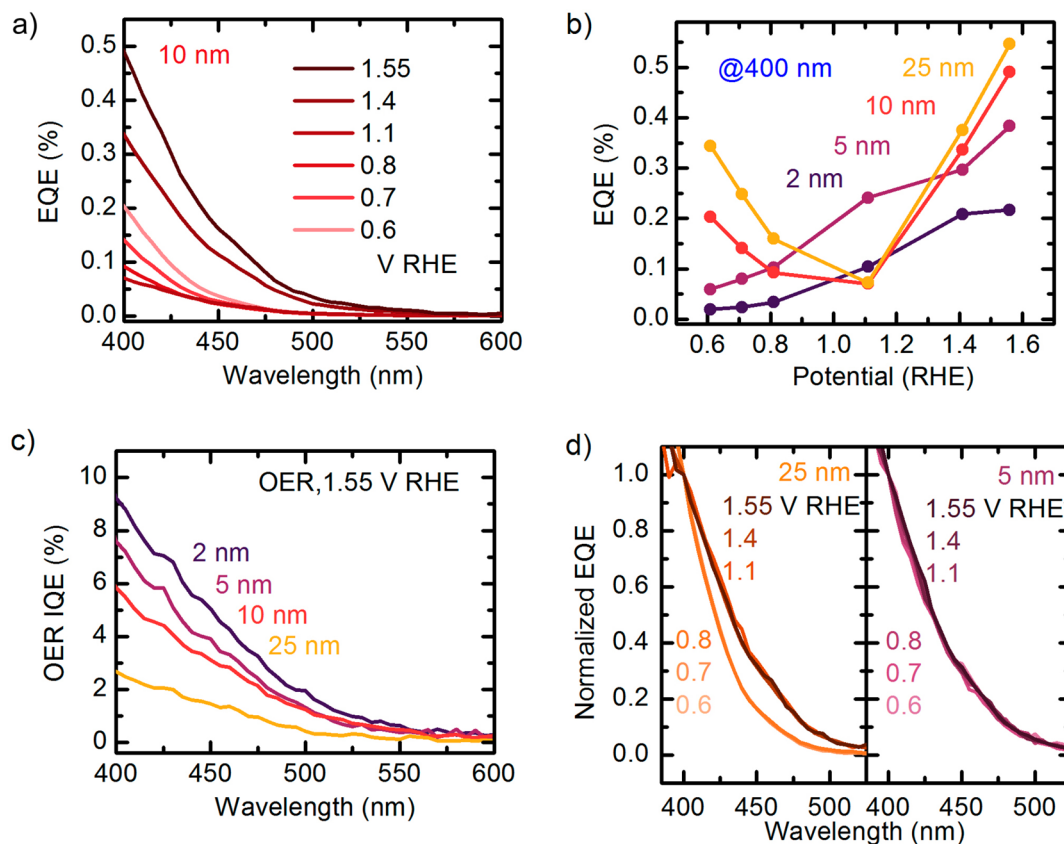 a)
10 nm
1.55
1.4
1.1
0.8
0.7
0.6
V RHE
EQE (%)
0.5
0.4
0.3
0.2
0.1
0.0
400 450 500 550 600
Wavelength (nm)
b)
@400 nm
25 nm
10 nm
5 nm
2 nm
EQE (%)
0.5
0.4
0.3
0.2
0.1
0.0
0.6 0.8 1.0 1.2 1.4 1.6
Potential (RHE)
c)
OER,1.55 V RHE
2 nm
5 nm
10 nm
25 nm
OER IQE (%)
10
8
6
4
2
0
400 450 500 550 600
Wavelength (nm)
d)
Normalized EQE
1.0
0.8
0.6
0.4
0.2
0.0
25 nm
1.55 V RHE
1.4
1.1
0.8
0.7
0.6
5 nm
1.55 V RHE
1.4
1.1
0.8
0.7
0.6
400 450 500 400 450 500
Wavelength (nm)